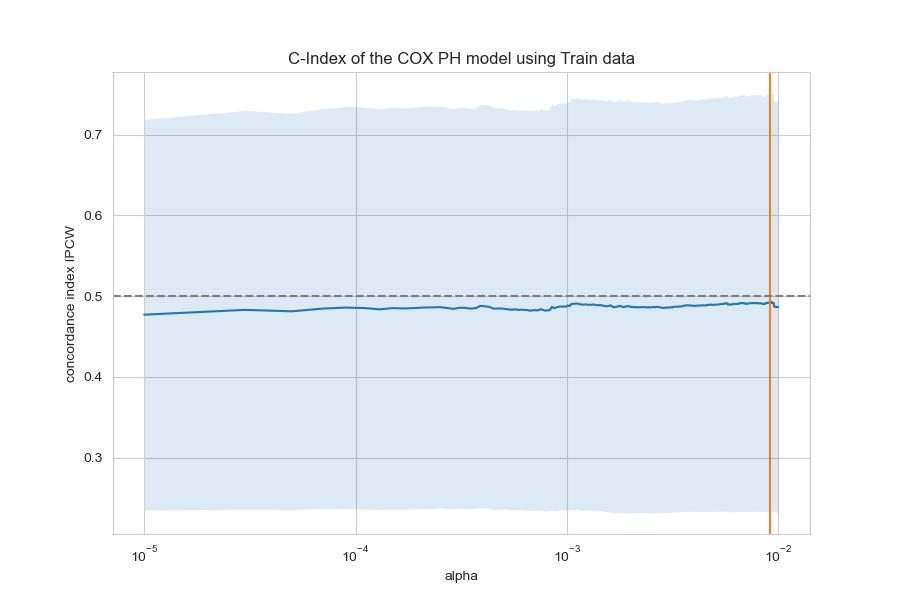 C-Index of the COX PH model using Train data
concordance index IPCW
0.7
0.6
0.5
0.4
0.3
10⁻⁵ 10⁻⁴ 10⁻³ 10⁻²
alpha